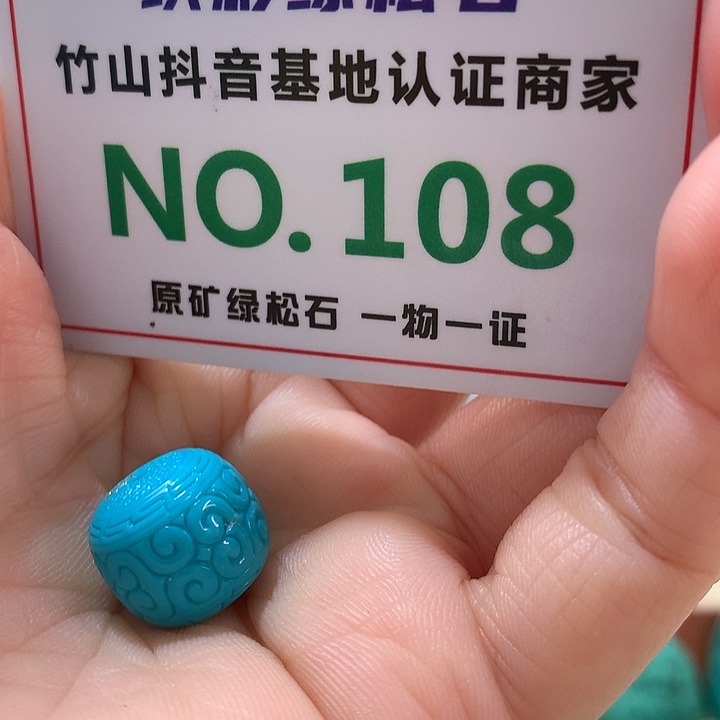 竹山抖音基地认证商家
NO.108
原矿绿松石 一物一证